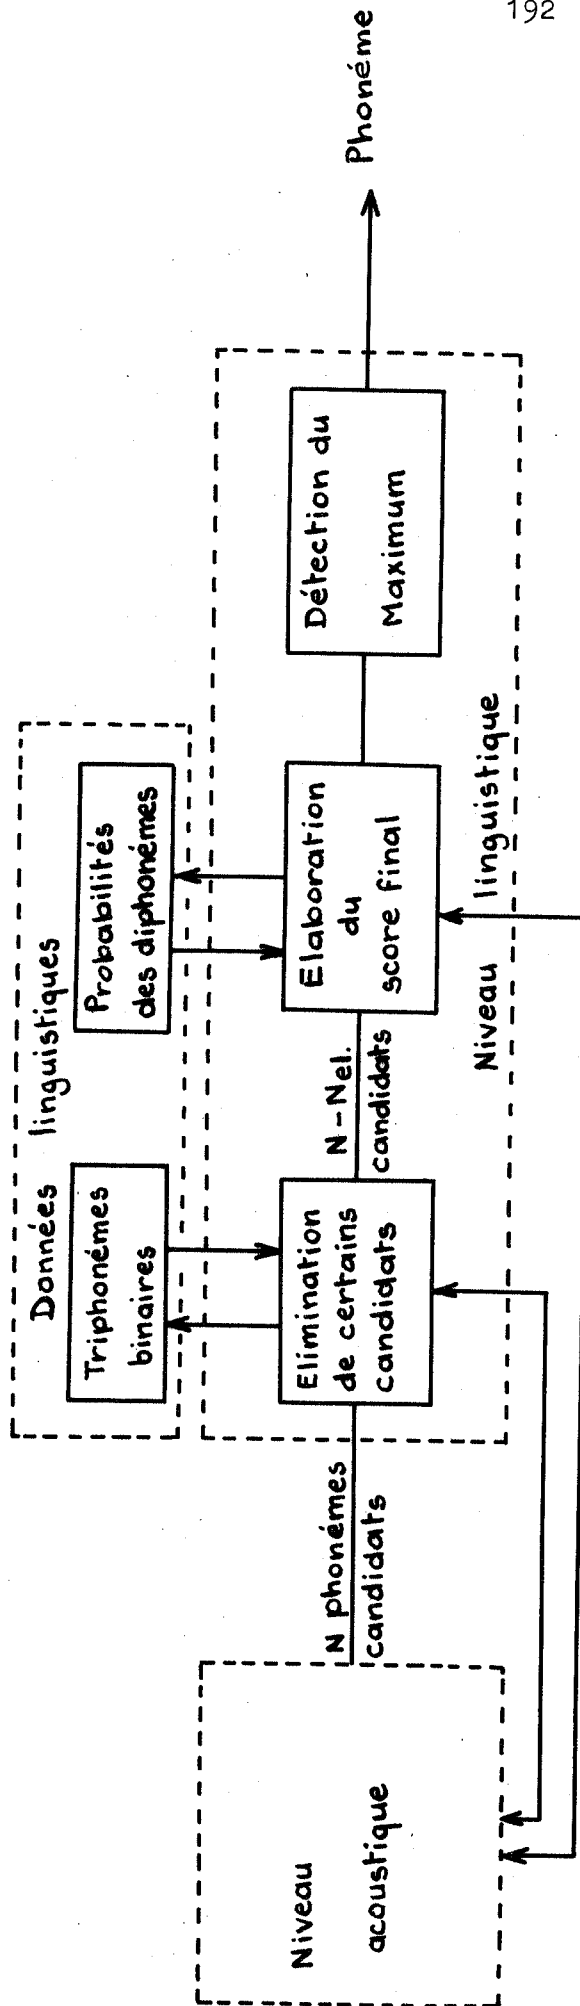 192
Données linguistiques
Triphonémes
binaires
Probabilités
des diphonémes
Niveau
acoustique
N phonémes
candidats
Elimination
de certains
candidats
N-Nel.
candidats
Elaboration
du
score final
Détection du
Maximum
Phonéme
Niveau linguistique